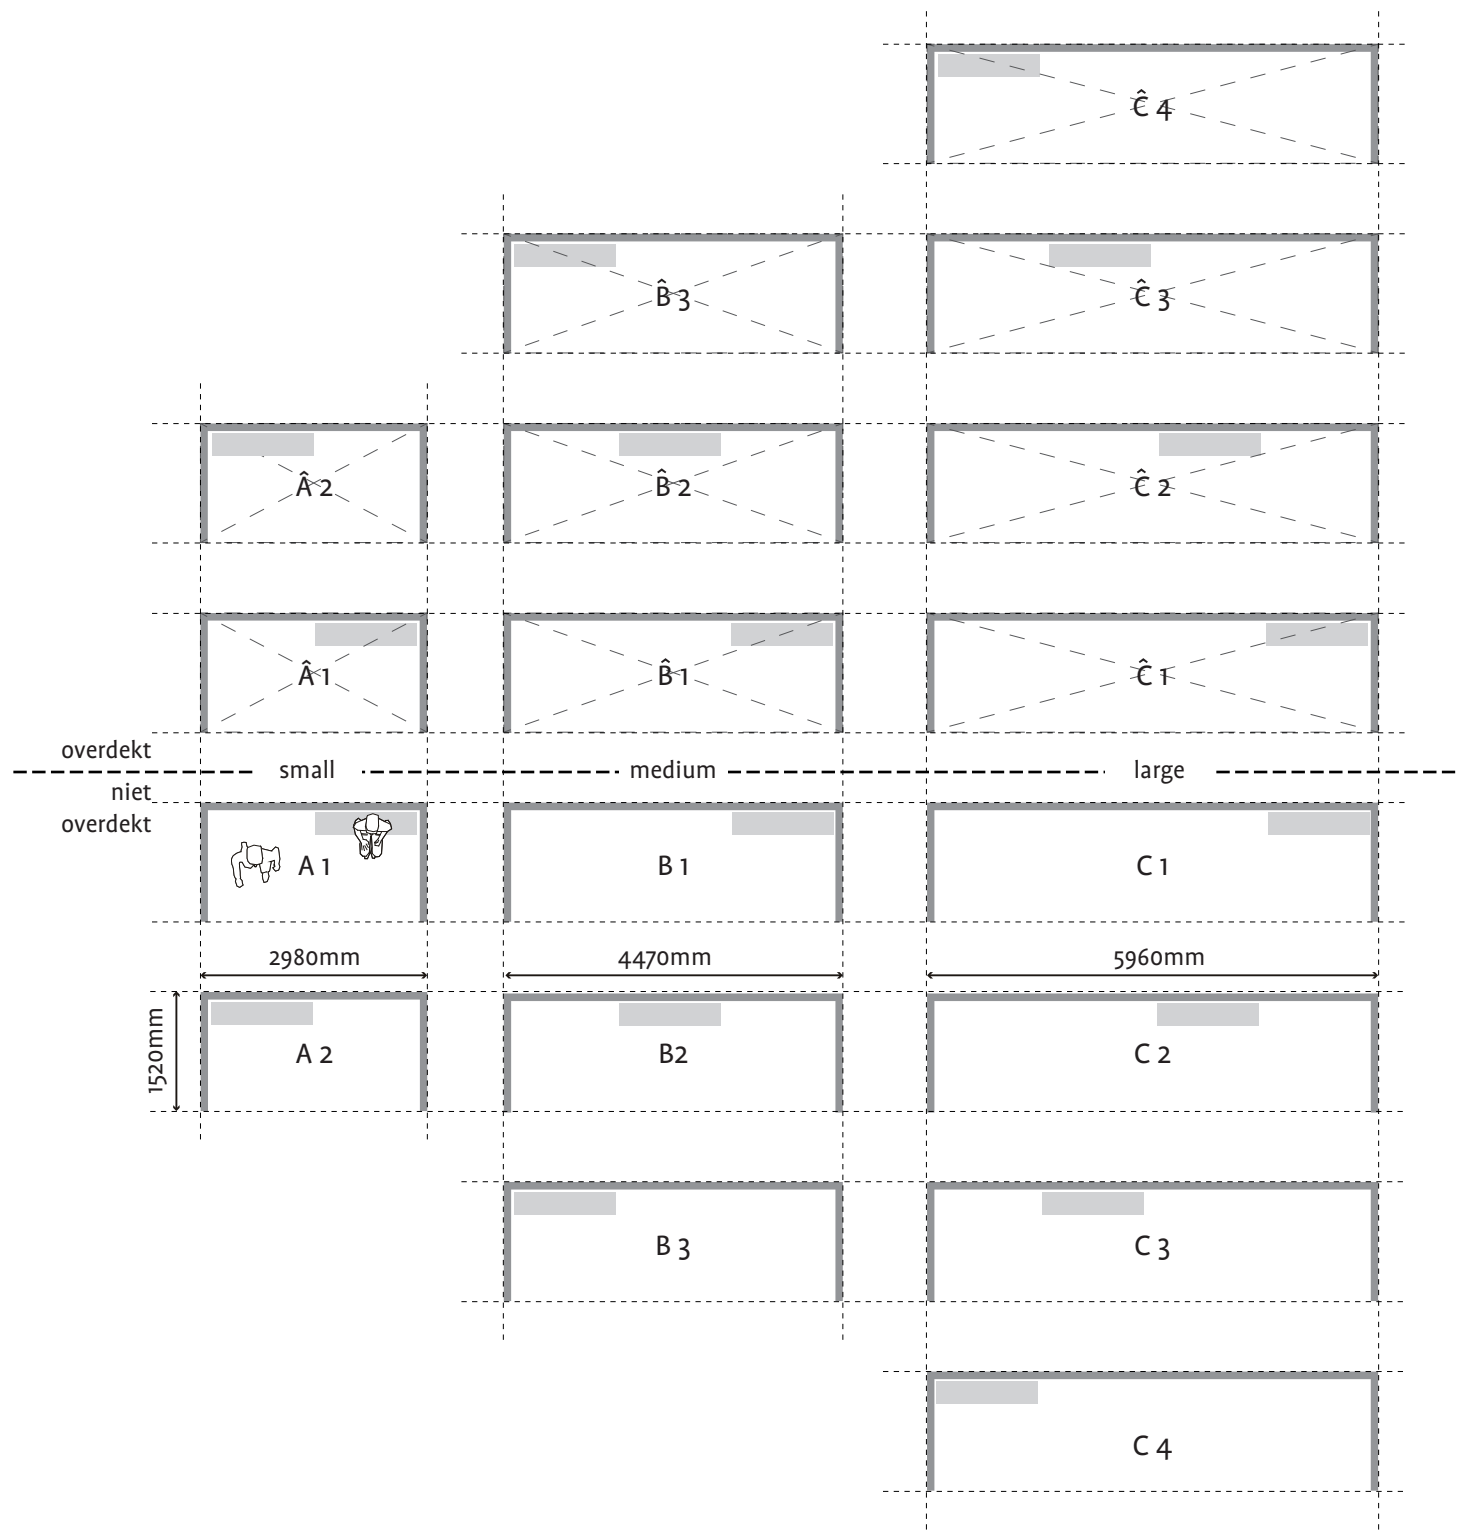 Ĉ 4
B̂ 3
Ĉ 3
Â 2
B̂ 2
Ĉ 2
Â 1
B̂ 1
Ĉ 1
overdekt
small
medium
large
niet
overdekt
A 1
B 1
C 1
2980mm
4470mm
5960mm
1520mm
A 2
B2
C 2
B 3
C 3
C 4